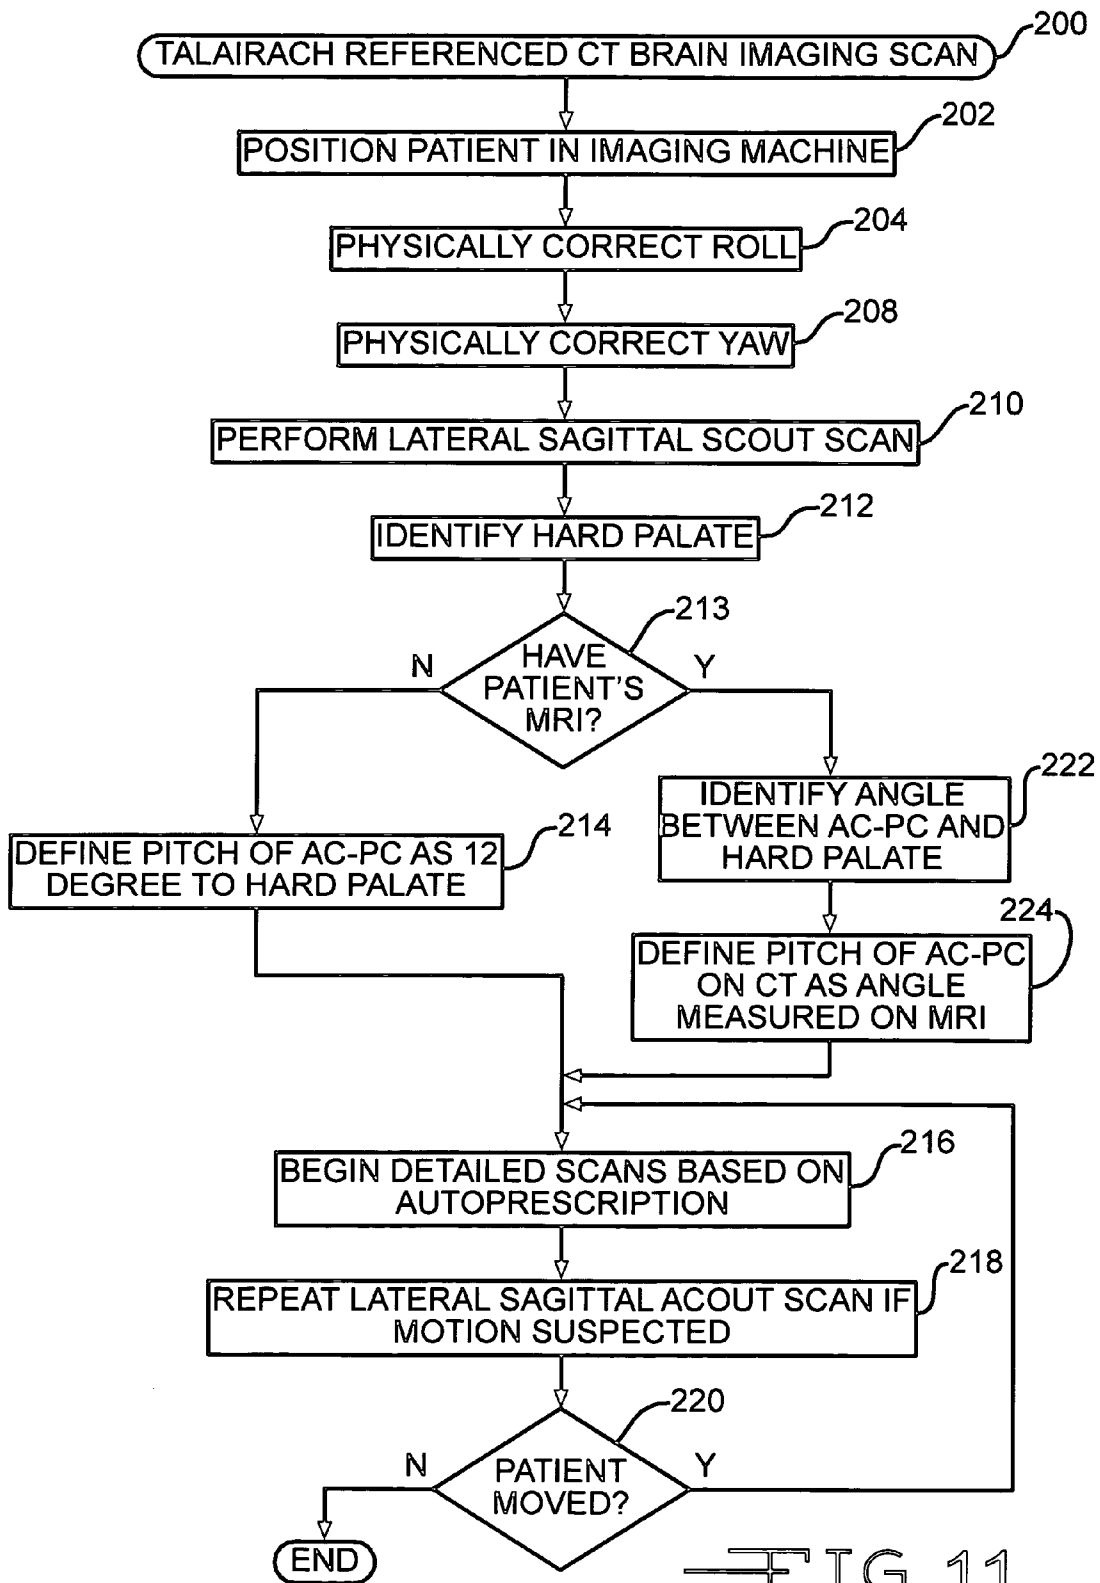 200
TALAIRACH REFERENCED CT BRAIN IMAGING SCAN
202
POSITION PATIENT IN IMAGING MACHINE
204
PHYSICALLY CORRECT ROLL
208
PHYSICALLY CORRECT YAW
210
PERFORM LATERAL SAGITTAL SCOUT SCAN
212
IDENTIFY HARD PALATE
213
N
HAVE
PATIENT'S
MRI?
Y
222
IDENTIFY ANGLE
BETWEEN AC-PC AND
HARD PALATE
214
DEFINE PITCH OF AC-PC AS 12
DEGREE TO HARD PALATE
224
DEFINE PITCH OF AC-PC
ON CT AS ANGLE
MEASURED ON MRI
216
BEGIN DETAILED SCANS BASED ON
AUTOPRESCRIPTION
218
REPEAT LATERAL SAGITTAL ACOUT SCAN IF
MOTION SUSPECTED
220
N
PATIENT
MOVED?
Y
END
FIG 11